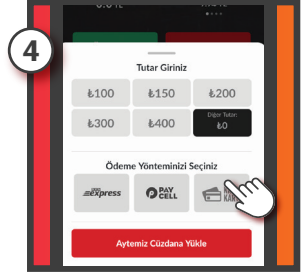 4
Tutar Giriniz
₺100 ₺150 ₺200
₺300 ₺400 Diğer Tutar:
₺0
Ödeme Yönteminizi Seçiniz
express PAY
CELL
Aytemiz Cüzdana Yükle